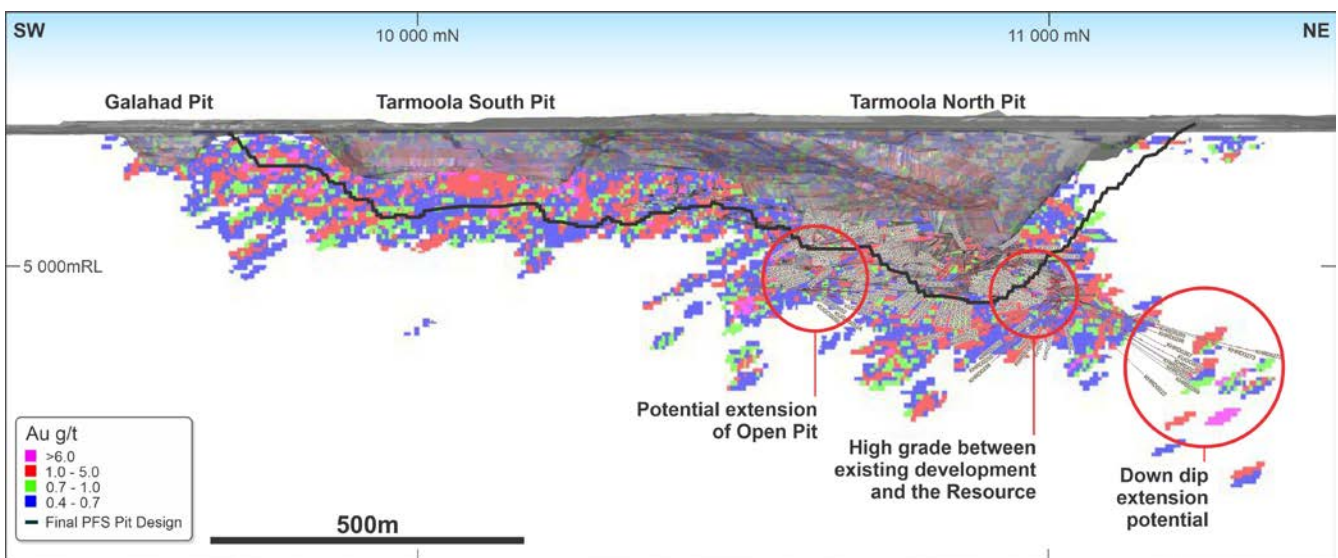 SW
10 000 mN
11 000 mN
NE
Galahad Pit
Tarmoola South Pit
Tarmoola North Pit
5 000mRL
Potential extension
of Open Pit
High grade between
existing development
and the Resource
Down dip
extension
potential
Au g/t
>6.0
1.0 - 5.0
0.7 - 1.0
0.4 - 0.7
Final PFS Pit Design
500m